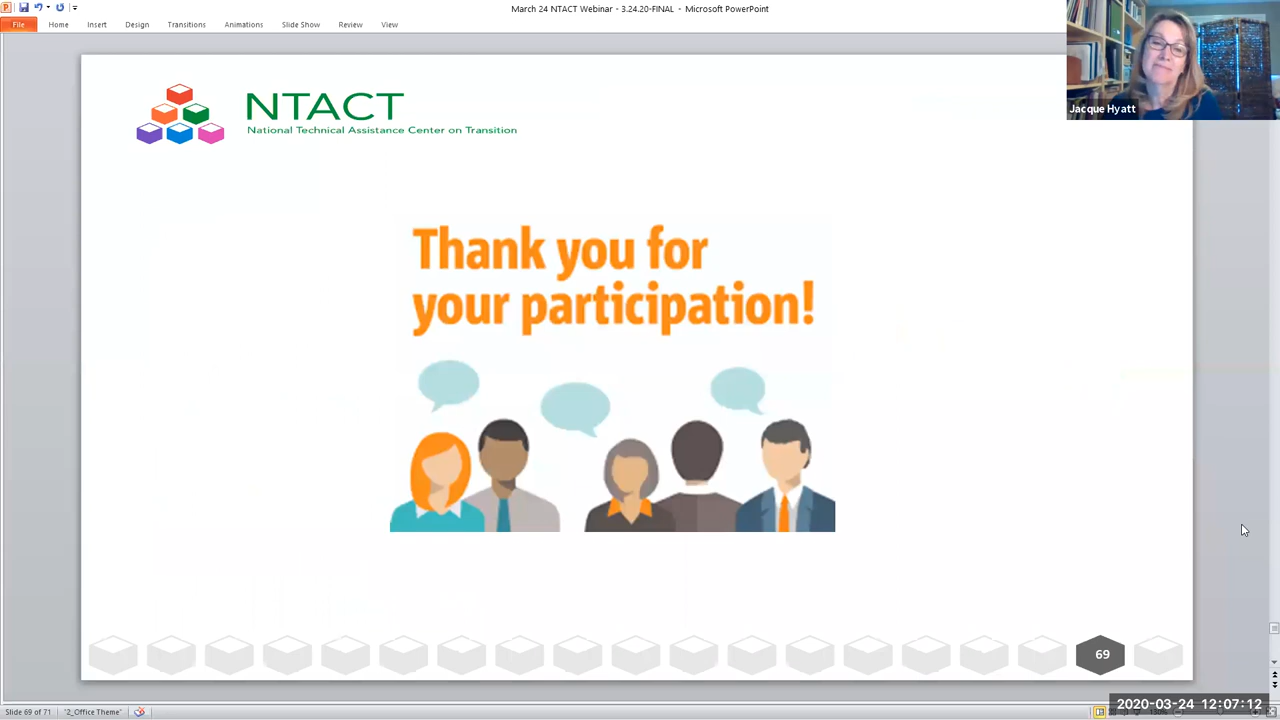 March 24 NTACT Webinar - 3.24.20-FINAL - Microsoft PowerPoint
File Home Insert Design Transitions Animations Slide Show Review View
Jacque Hyatt
NTACT
National Technical Assistance Center on Transition
Thank you for
your participation!
69
Slide 69 of 71 "2_Office Theme"
2020-03-24 12:07:12